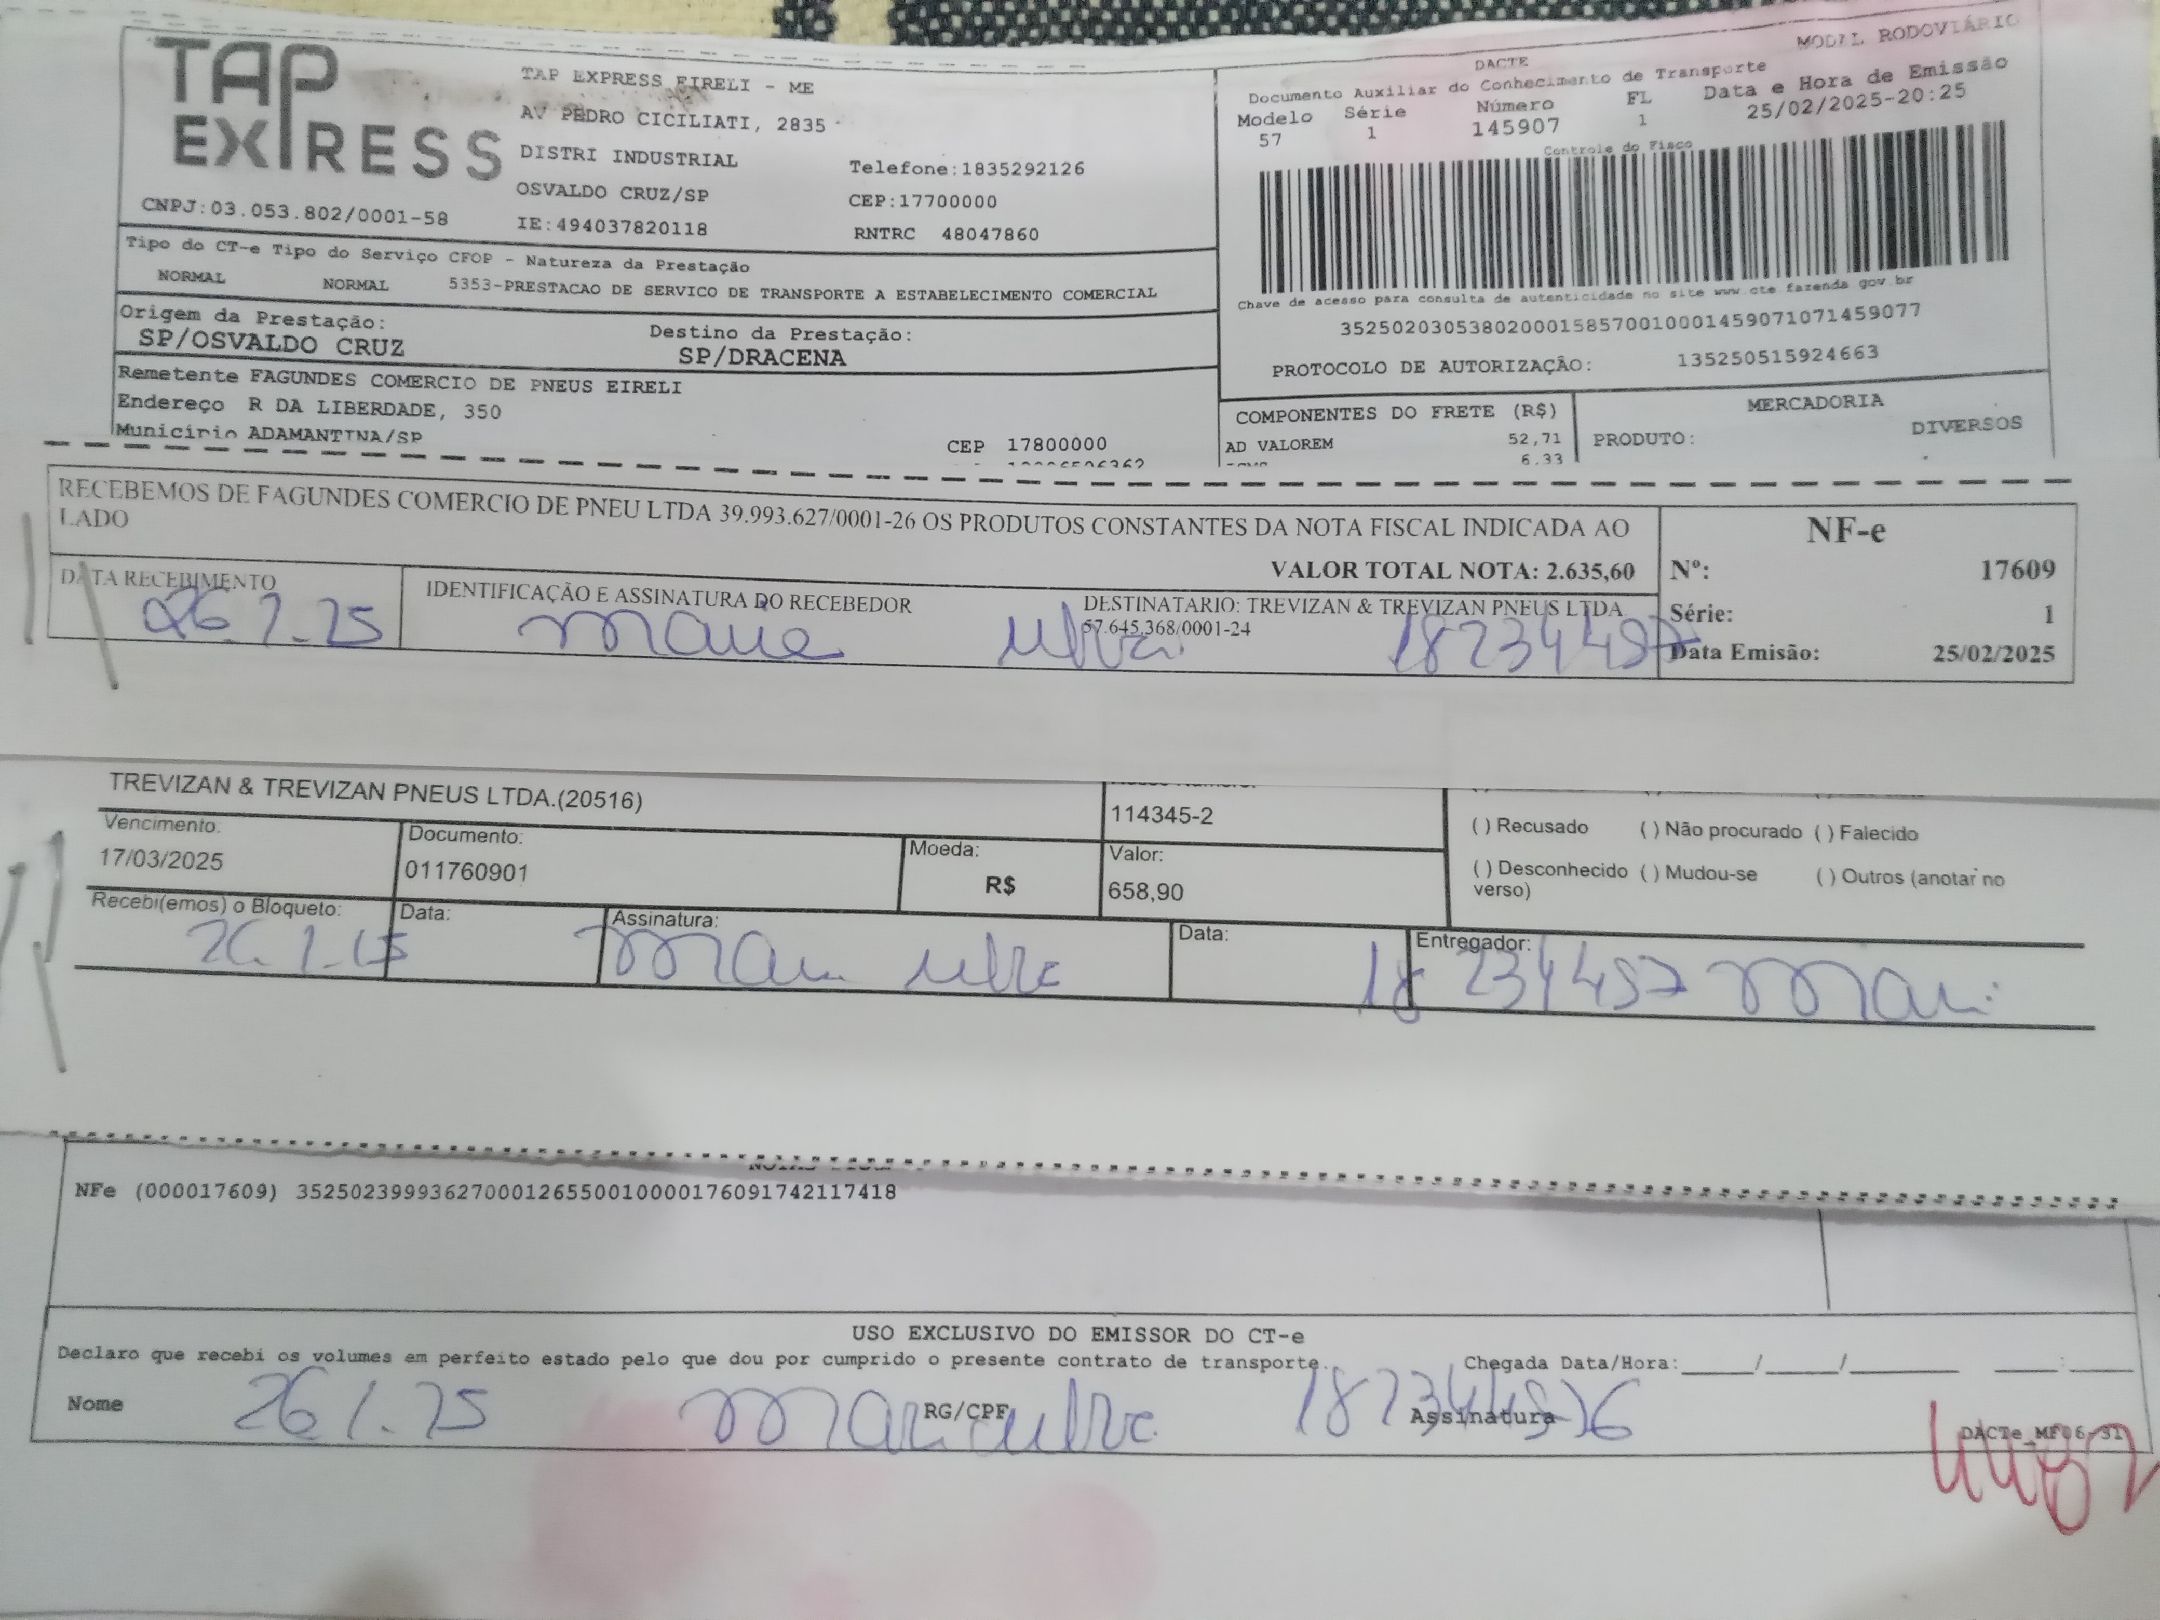 TAP EXPRESS
TAP EXPRESS EIRELI - ME
AV PEDRO CICILIATI, 2835
DISTRI INDUSTRIAL
Telefone:1835292126
OSVALDO CRUZ/SP
CEP:17700000
CNPJ:03.053.802/0001-58
IE:494037820118
RNTRC 48047860
Tipo do CT-e Tipo do Serviço CFOP - Natureza da Prestação
NORMAL NORMAL 5353-PRESTACAO DE SERVICO DE TRANSPORTE A ESTABELECIMENTO COMERCIAL
Origem da Prestação: Destino da Prestação:
SP/OSVALDO CRUZ SP/DRACENA
Remetente FAGUNDES COMERCIO DE PNEUS EIRELI
Endereço R DA LIBERDADE, 350
Município ADAMANTINA/SP
CEP 17800000
DACTE MODAL RODOVIÁRIO
Documento Auxiliar do Conhecimento de Transporte
Modelo Série Número FL Data e Hora de Emissão
57 1 145907 1 25/02/2025-20:25
Controle do Fisco
Chave de acesso para consulta de autenticidade no site www.cte.fazenda.gov.br
35250203053802000158570010001459071071459077
PROTOCOLO DE AUTORIZAÇÃO: 135250515924663
COMPONENTES DO FRETE (R$) MERCADORIA
AD VALOREM 52,71 PRODUTO: DIVERSOS
6,33
RECEBEMOS DE FAGUNDES COMERCIO DE PNEU LTDA 39.993.627/0001-26 OS PRODUTOS CONSTANTES DA NOTA FISCAL INDICADA AO
LADO
VALOR TOTAL NOTA: 2.635,60
NF-e
Nº: 17609
Série: 1
Data Emisão: 25/02/2025
DATA RECEBIMENTO
IDENTIFICAÇÃO E ASSINATURA DO RECEBEDOR
DESTINATARIO: TREVIZAN & TREVIZAN PNEUS LTDA
57.645.368/0001-24
TREVIZAN & TREVIZAN PNEUS LTDA.(20516)
114345-2
Vencimento: Documento: Moeda: Valor:
17/03/2025 011760901 R$ 658,90
( ) Recusado ( ) Não procurado ( ) Falecido
( ) Desconhecido ( ) Mudou-se ( ) Outros (anotar no
verso)
Recebi(emos) o Bloqueto: Data: Assinatura: Data: Entregador:
NFe (000017609) 35250239993627000126550010000176091742117418
USO EXCLUSIVO DO EMISSOR DO CT-e
Declaro que recebi os volumes em perfeito estado pelo que dou por cumprido o presente contrato de transporte. Chegada Data/Hora:____/____/______ ____:____
Nome RG/CPF Assinatura
DACTe_MF06-31